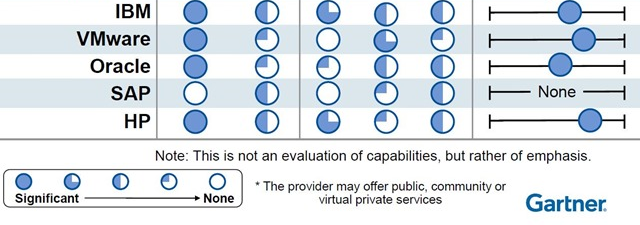 IBM
VMware
Oracle
SAP
None
HP
Note: This is not an evaluation of capabilities, but rather of emphasis.
Significant
None
* The provider may offer public, community or
virtual private services
Gartner.